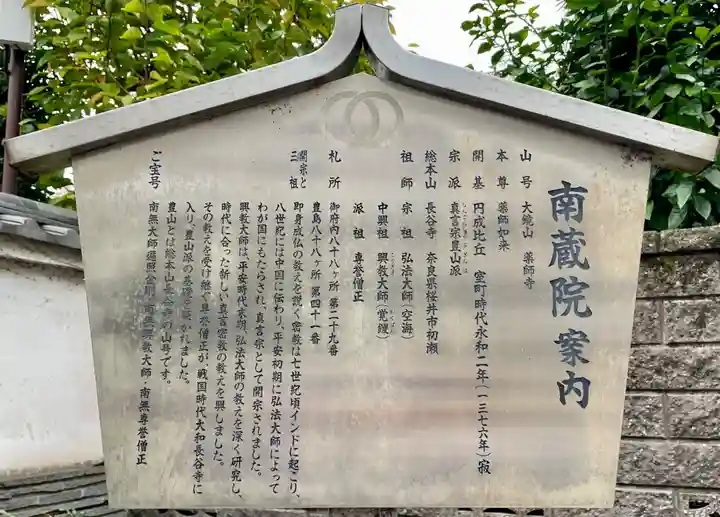 南蔵院案内
山号 大鏡山 薬師寺
本尊 薬師如来
開基 円成比丘 室町時代永和二年(一三七六年)寂
宗派 真言宗豊山派
総本山 長谷寺 奈良県桜井市初瀬
祖師 宗祖 弘法大師(空海)
中興祖 興教大師(覚鑁)
派祖 専誉僧正
札所 御府内八十八ヶ所 第二十九番
豊島八十八ヶ所 第四十一番
開宗と三祖 即身成仏の教えを説く密教は七世紀頃インドに起こり、
八世紀には中国に伝わり、平安初期に弘法大師によって
わが国にもたらされ、真言宗として開宗されました。
興教大師は、平安時代末期、弘法大師の教えを深く研究し、
時代に合った新しい真言密教の教えを興しました。
その教えを受け継ぐ専誉僧正が、戦国時代大和長谷寺に
入り、豊山派の基礎を築かれました。
豊山とは総本山長谷寺の山号です。
ご宝号 南無大師遍照金剛・南無興教大師・南無専誉僧正